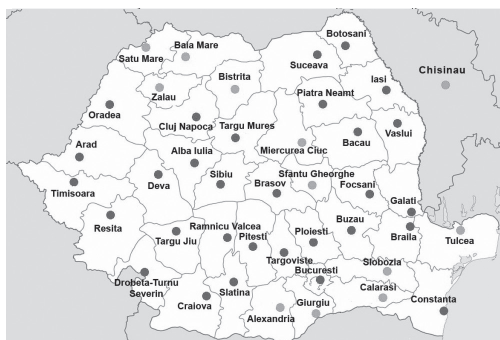 Botosani
Baia Mare
Satu Mare
Suceava
Iasi
Chisinau
Bistrita
Zalau
Piatra Neamt
Oradea
Cluj Napoca
Targu Mures
Vaslui
Bacau
Arad
Alba Iulia
Miercurea Ciuc
Timisoara
Deva
Sibiu
Brasov
Sfantu Gheorghe
Focsani
Galati
Resita
Targu Jiu
Ramnicu Valcea
Pitesti
Ploiesti
Buzau
Braila
Tulcea
Targoviste
Bucuresti
Slobozia
Drobeta-Turnu
Severin
Craiova
Slatina
Alexandria
Giurgiu
Calarasi
Constanta